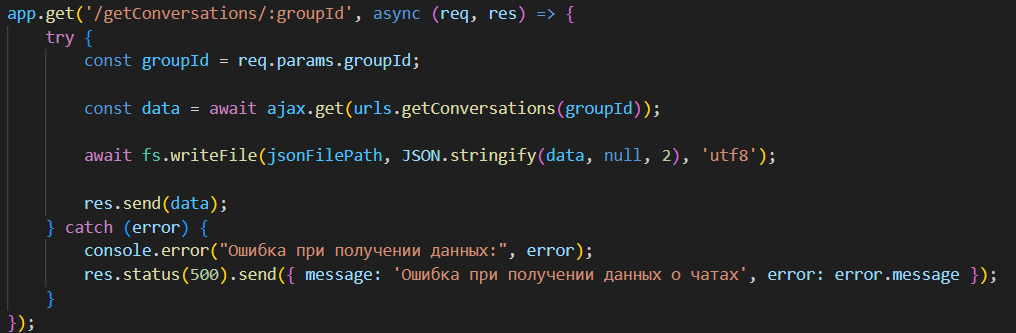 app.get('/getConversations/:groupId', async (req, res) => {
try {
const groupId = req.params.groupId;
const data = await ajax.get(urls.getConversations(groupId));
await fs.writeFile(jsonFilePath, JSON.stringify(data, null, 2), 'utf8');
res.send(data);
} catch (error) {
console.error("Ошибка при получении данных:", error);
res.status(500).send({ message: 'Ошибка при получении данных о чатах', error: error.message });
}
});